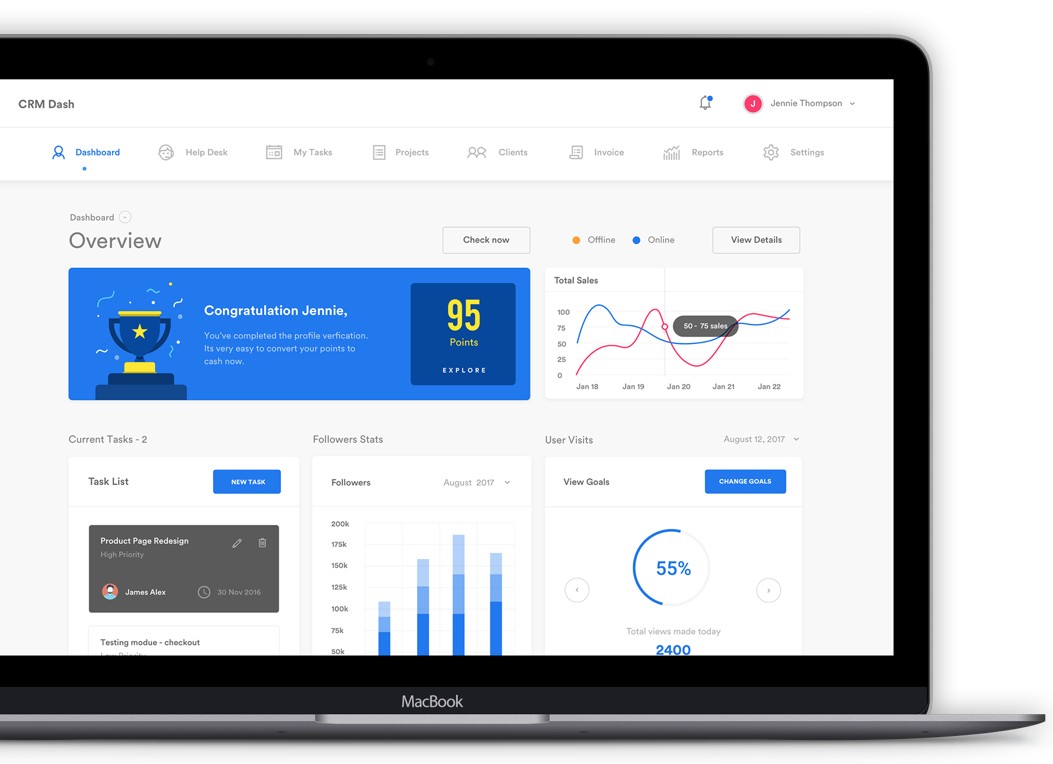 CRM Dash
J
Jennie Thompson
Dashboard
Help Desk
My Tasks
Projects
Clients
Invoice
Reports
Settings
Dashboard
Overview
Check now
Offline
Online
View Details
Congratulation Jennie,
You've completed the profile verfication.
Its very easy to convert your points to
cash now.
95
Points
EXPLORE
Total Sales
100
75
50
25
0
50 - 75 sales
Jan 18
Jan 19
Jan 20
Jan 21
Jan 22
Current Tasks - 2
Task List
NEW TASK
Product Page Redesign
High Priority
James Alex
30 Nov 2016
Testing modue - checkout
Low Priority
Followers Stats
Followers
August 2017
200k
175k
150k
125k
100k
75k
50k
User Visits
August 12, 2017
View Goals
CHANGE GOALS
55%
Total views made today
2400
MacBook